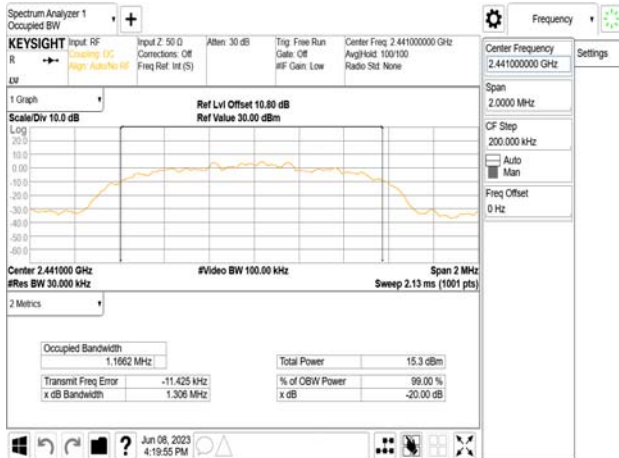 Spectrum Analyzer 1
Occupied BW
Frequency
KEYSIGHT
R
Input: RF
Coupling: DC
Align: Auto/No RF
Input Z: 50 Ω
Corrections: Off
Freq Ref: Int (S)
Atten: 30 dB
Trig: Free Run
Gate: Off
#IF Gain: Low
Center Freq: 2.441000000 GHz
Avg|Hold: 100/100
Radio Std: None
LXI
Center Frequency
2.441000000 GHz
Settings
Span
2.0000 MHz
CF Step
200.000 kHz
Auto
Man
Freq Offset
0 Hz
1 Graph
Scale/Div 10.0 dB
Ref Lvl Offset 10.80 dB
Ref Value 30.00 dBm
Log
20.0
10.0
0.00
-10.0
-20.0
-30.0
-40.0
-50.0
-60.0
Center 2.441000 GHz
#Res BW 30.000 kHz
#Video BW 100.00 kHz
Span 2 MHz
Sweep 2.13 ms (1001 pts)
2 Metrics
Occupied Bandwidth
1.1662 MHz
Total Power 15.3 dBm
Transmit Freq Error -11.425 kHz
% of OBW Power 99.00 %
x dB Bandwidth 1.306 MHz
x dB -20.00 dB
?
Jun 08, 2023
4:19:55 PM